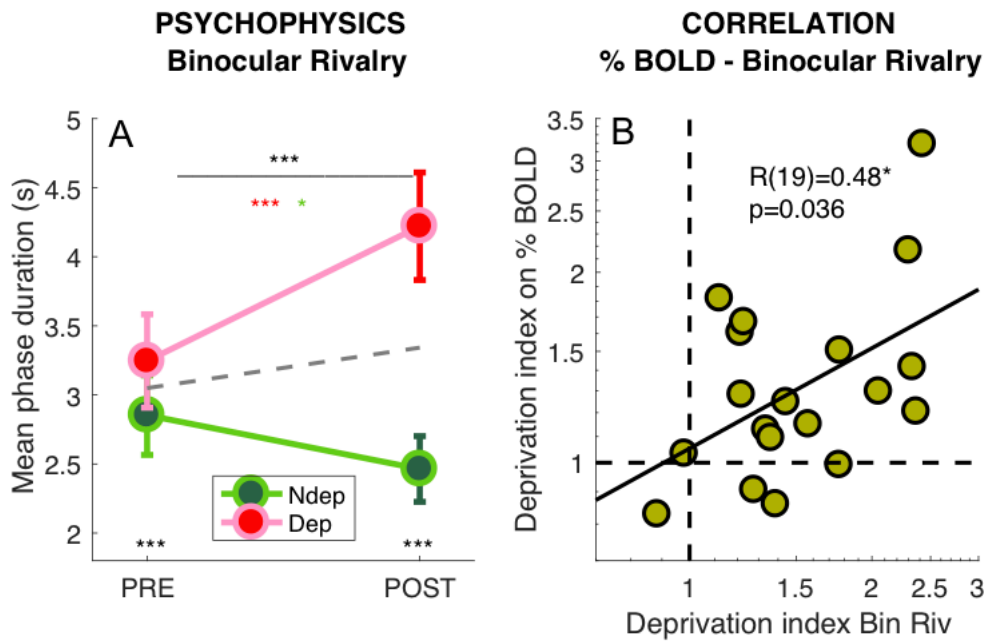 PSYCHOPHYSICS
Binocular Rivalry
A
Mean phase duration (s)
5
4.5
4
3.5
3
2.5
2
***
*** *
Ndep
Dep
*** ***
PRE POST
CORRELATION
% BOLD - Binocular Rivalry
B
Deprivation index on % BOLD
3.5
3
2.5
2
1.5
1
R(19)=0.48*
p=0.036
1 1.5 2 2.5 3
Deprivation index Bin Riv